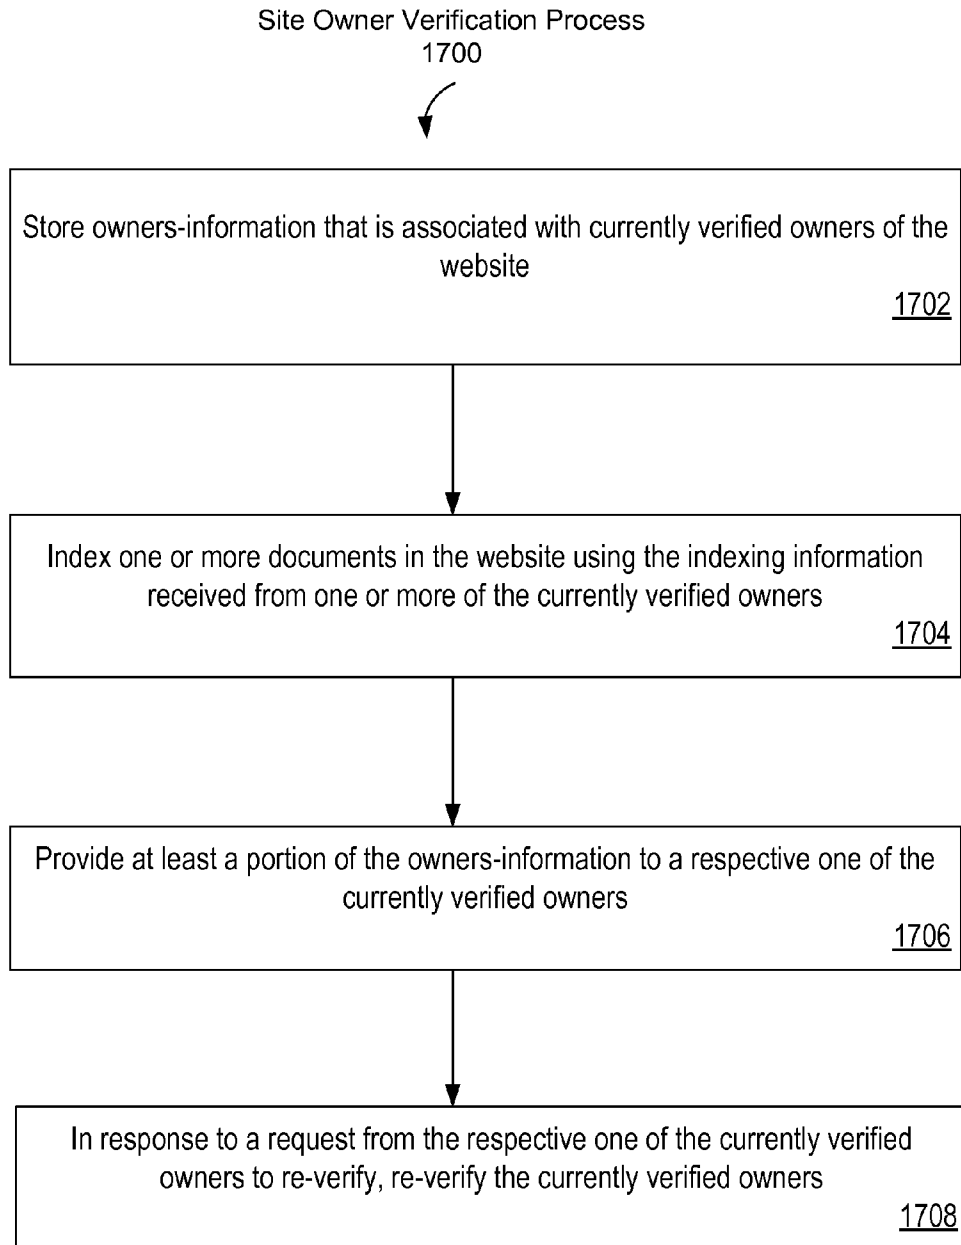 Site Owner Verification Process
1700
Store owners-information that is associated with currently verified owners of the
website
1702
Index one or more documents in the website using the indexing information
received from one or more of the currently verified owners
1704
Provide at least a portion of the owners-information to a respective one of the
currently verified owners
1706
In response to a request from the respective one of the currently verified
owners to re-verify, re-verify the currently verified owners
1708